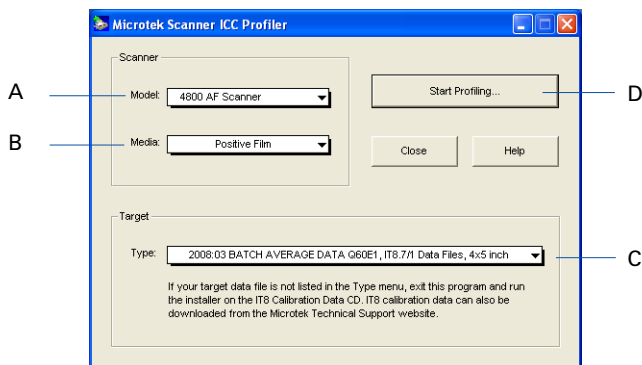 Microtek Scanner ICC Profiler
Scanner
A
Model:
4800 AF Scanner
Start Profiling...
D
B
Media:
Positive Film
Close
Help
Target
Type:
2008:03 BATCH AVERAGE DATA Q60E1, IT8.7/1 Data Files, 4x5 inch
C
If your target data file is not listed in the Type menu, exit this program and run
the installer on the IT8 Calibration Data CD. IT8 calibration data can also be
downloaded from the Microtek Technical Support website.